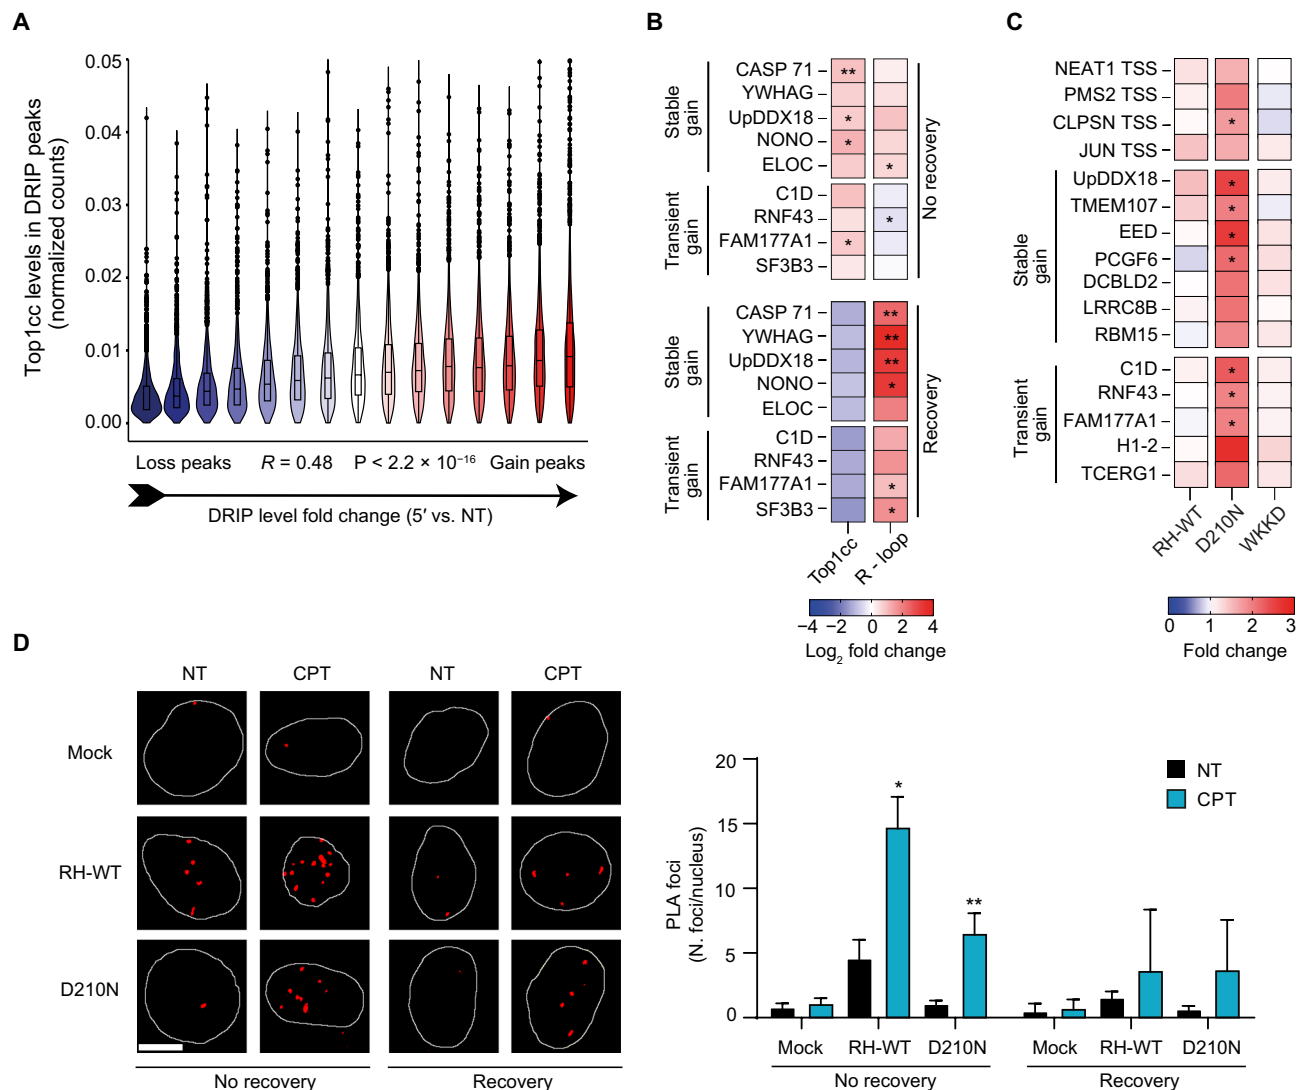 A
Top1cc levels in DRIP peaks
(normalized counts)
0.05
0.04
0.03
0.02
0.01
0.00
Loss peaks
R = 0.48
P < 2.2 × 10⁻¹⁶
Gain peaks
DRIP level fold change (5′ vs. NT)
B
Stable gain
CASP 71 **
YWHAG
UpDDX18 *
NONO *
ELOC *
Transient gain
C1D
RNF43 *
FAM177A1 *
SF3B3
No recovery
Stable gain
CASP 71 **
YWHAG **
UpDDX18 **
NONO *
ELOC
Transient gain
C1D
RNF43
FAM177A1 *
SF3B3 *
Recovery
Top1cc
R - loop
−4 −2 0 2 4
Log₂ fold change
C
NEAT1 TSS
PMS2 TSS
CLPSN TSS *
JUN TSS
Stable gain
UpDDX18 *
TMEM107 *
EED *
PCGF6 *
DCBLD2
LRRC8B
RBM15
Transient gain
C1D *
RNF43 *
FAM177A1 *
H1-2
TCERG1
RH-WT
D210N
WKKD
0 1 2 3
Fold change
D
NT CPT NT CPT
Mock
RH-WT
D210N
No recovery
Recovery
PLA foci
(N. foci/nucleus)
20
15
10
5
0
NT
CPT
*
**
Mock RH-WT D210N Mock RH-WT D210N
No recovery
Recovery